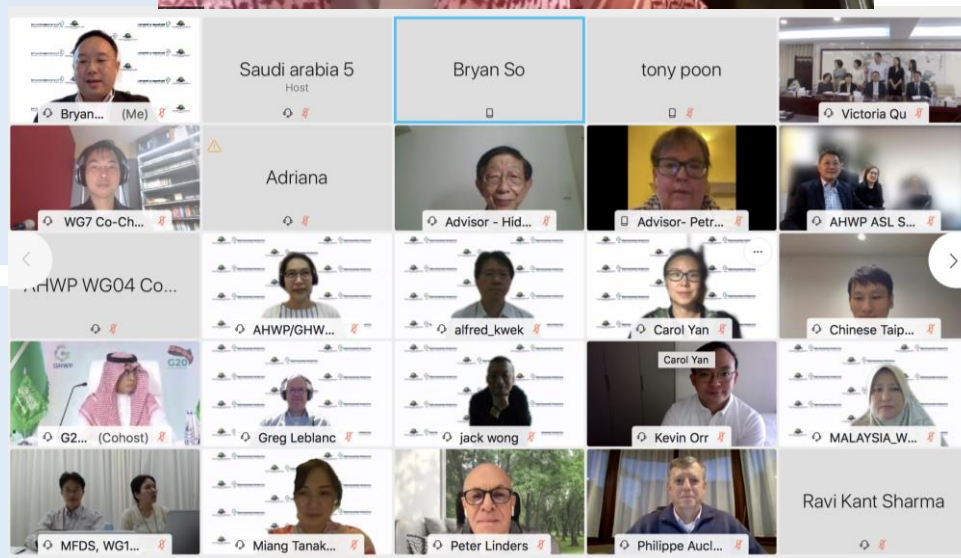 Bryan... (Me)
Saudi arabia 5
Host
Bryan So
tony poon
Victoria Qu
WG7 Co-Ch...
Adriana
Advisor - Hid...
Advisor- Petr...
AHWP ASL S...
AHWP WG04 Co...
AHWP/GHW...
alfred_kwek
Carol Yan
Chinese Taip...
GHWP
G20
G2... (Cohost)
Greg Leblanc
jack wong
Carol Yan
Kevin Orr
MALAYSIA_W...
MFDS, WG1...
Miang Tanak...
Peter Linders
Philippe Aucl...
Ravi Kant Sharma